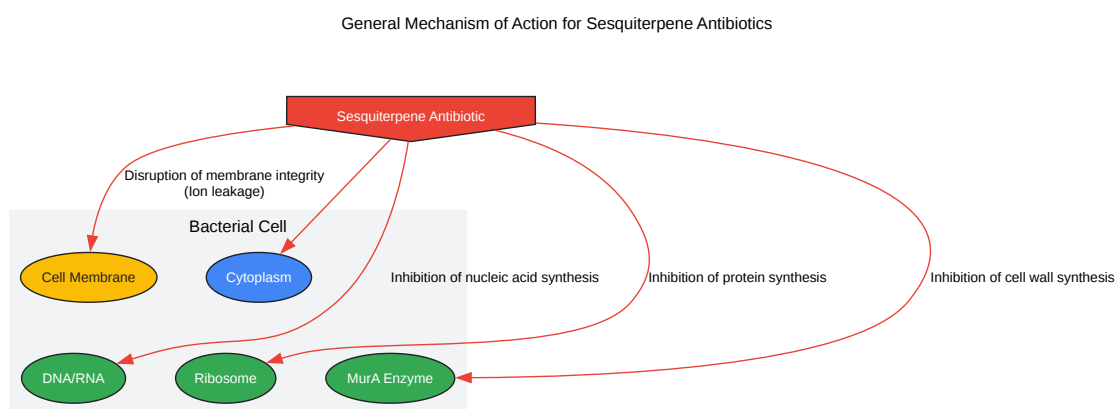 General Mechanism of Action for Sesquiterpene Antibiotics
Sesquiterpene Antibiotic
Disruption of membrane integrity
(Ion leakage)
Bacterial Cell
Cell Membrane
Cytoplasm
Inhibition of nucleic acid synthesis
Inhibition of protein synthesis
Inhibition of cell wall synthesis
DNA/RNA
Ribosome
MurA Enzyme